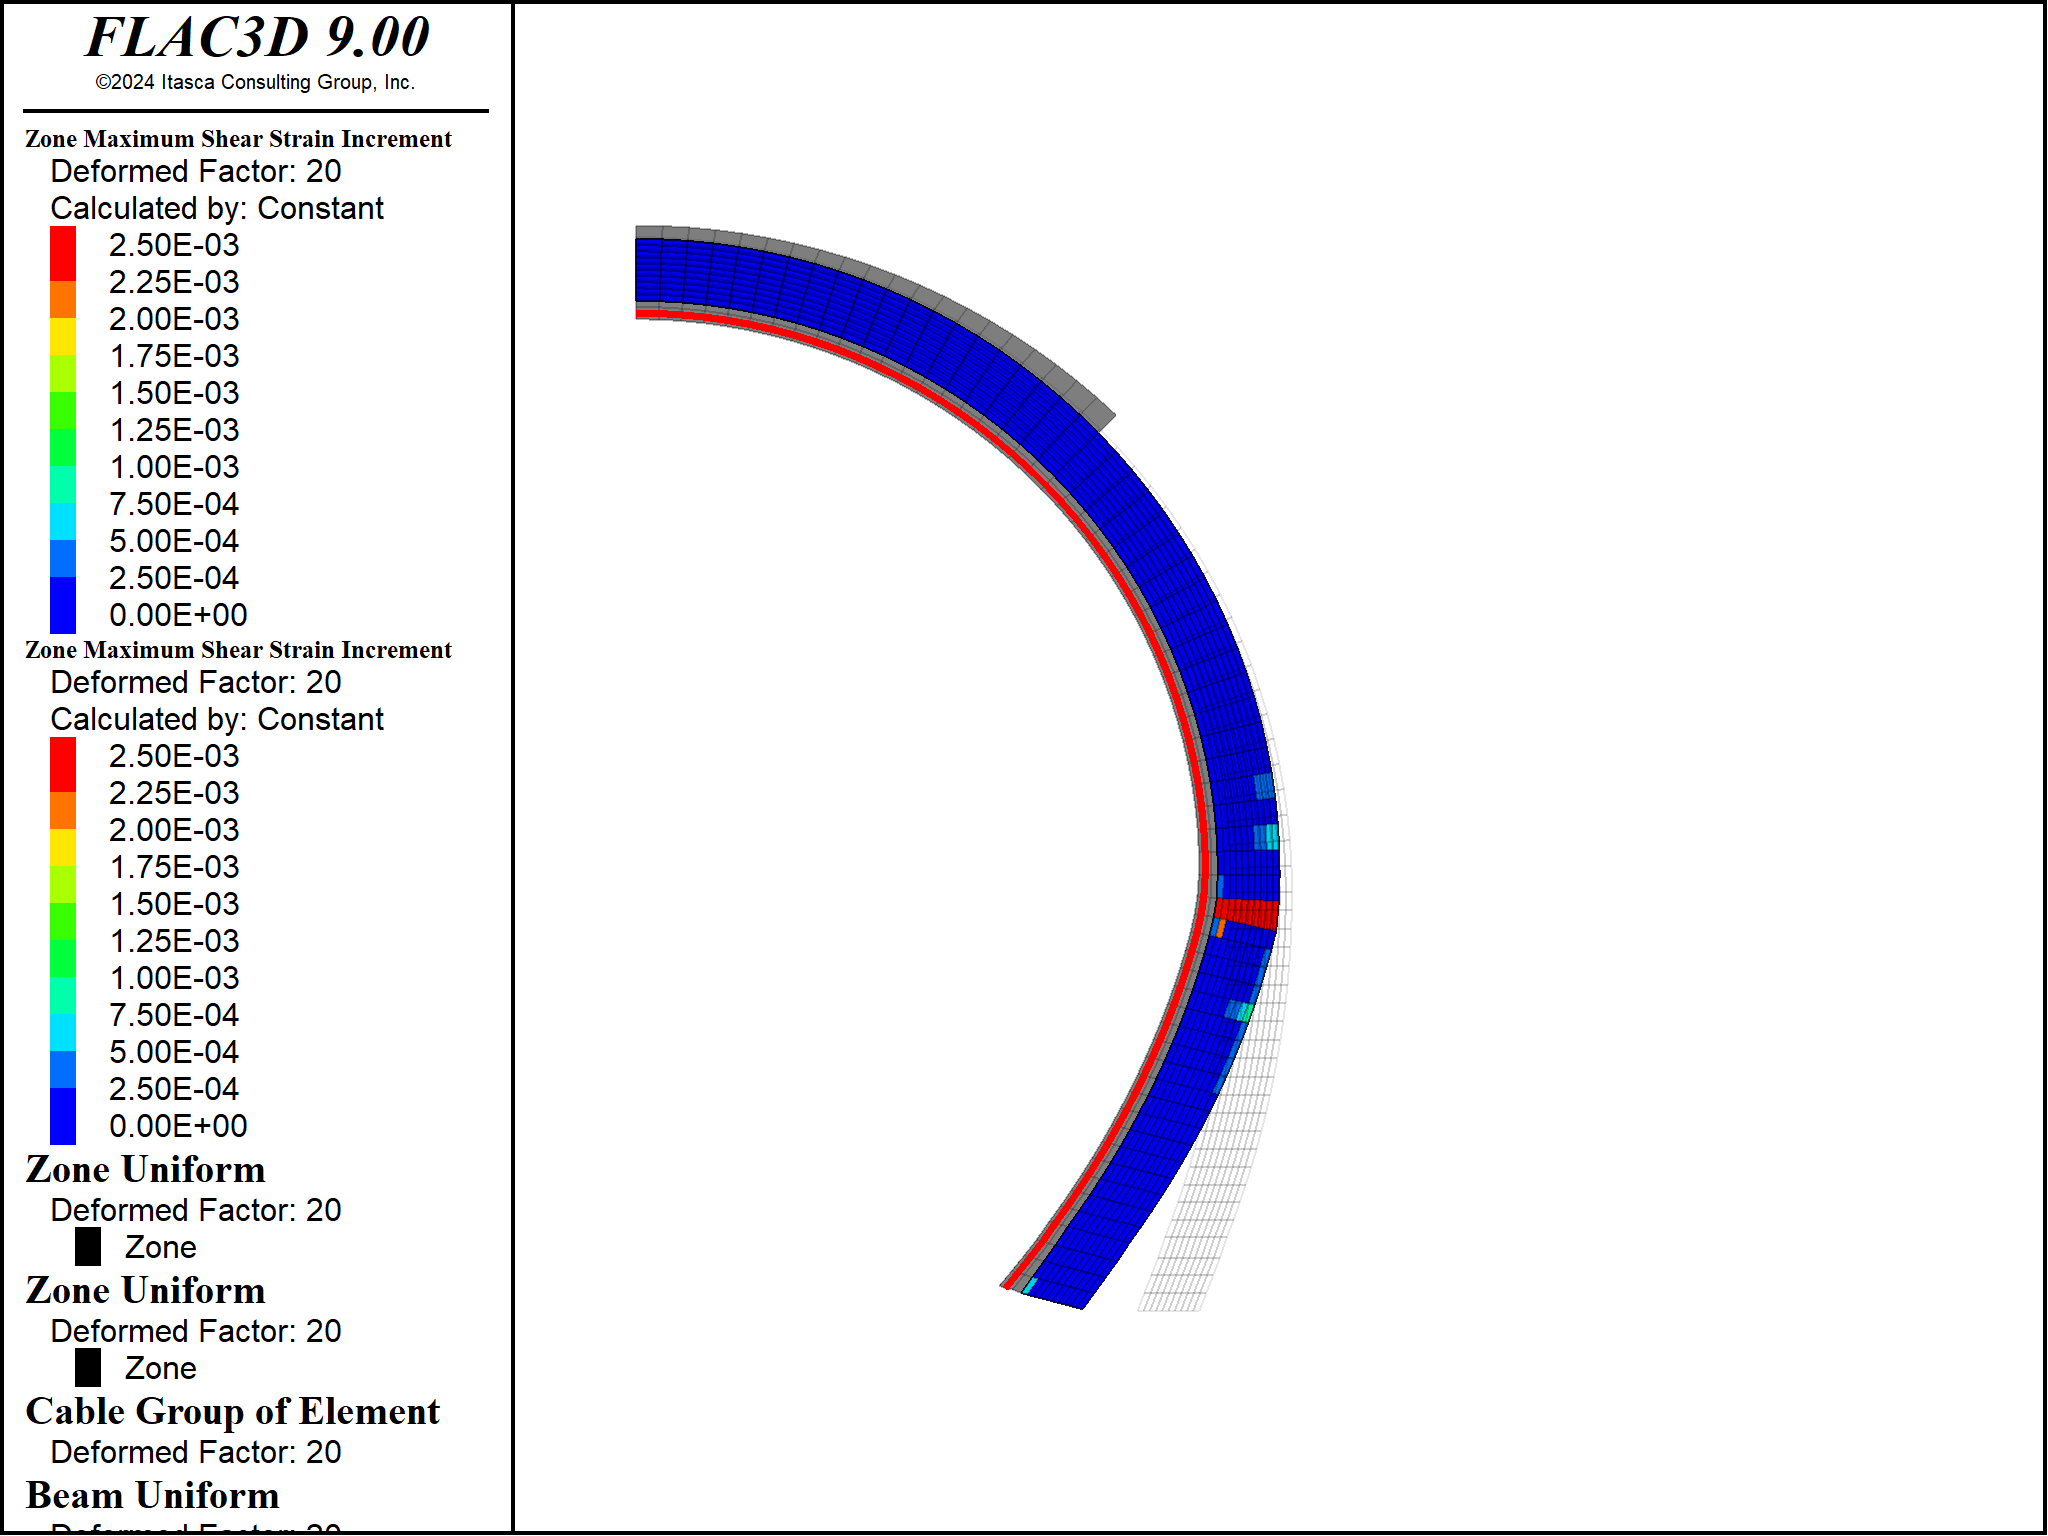 FLAC3D 9.00
©2024 Itasca Consulting Group, Inc.
Zone Maximum Shear Strain Increment
Deformed Factor: 20
Calculated by: Constant
2.50E-03
2.25E-03
2.00E-03
1.75E-03
1.50E-03
1.25E-03
1.00E-03
7.50E-04
5.00E-04
2.50E-04
0.00E+00
Zone Maximum Shear Strain Increment
Deformed Factor: 20
Calculated by: Constant
2.50E-03
2.25E-03
2.00E-03
1.75E-03
1.50E-03
1.25E-03
1.00E-03
7.50E-04
5.00E-04
2.50E-04
0.00E+00
Zone Uniform
Deformed Factor: 20
Zone
Zone Uniform
Deformed Factor: 20
Zone
Cable Group of Element
Deformed Factor: 20
Beam Uniform
Deformed Factor: 20